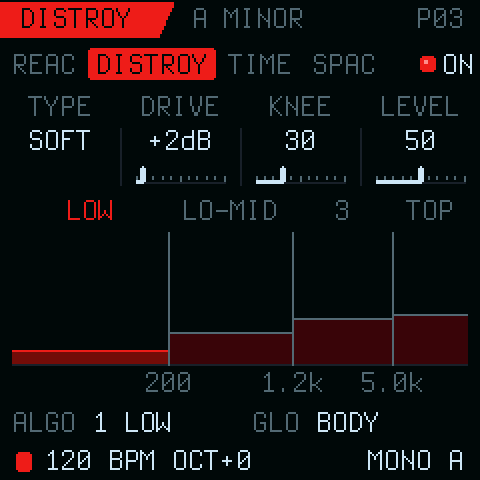 DISTROY A MINOR P03
REAC DISTROY TIME SPAC ON
TYPE DRIVE KNEE LEVEL
SOFT +2dB 30 50
LOW LO-MID 3 TOP
200 1.2k 5.0k
ALGO 1 LOW GLO BODY
120 BPM OCT+0 MONO A